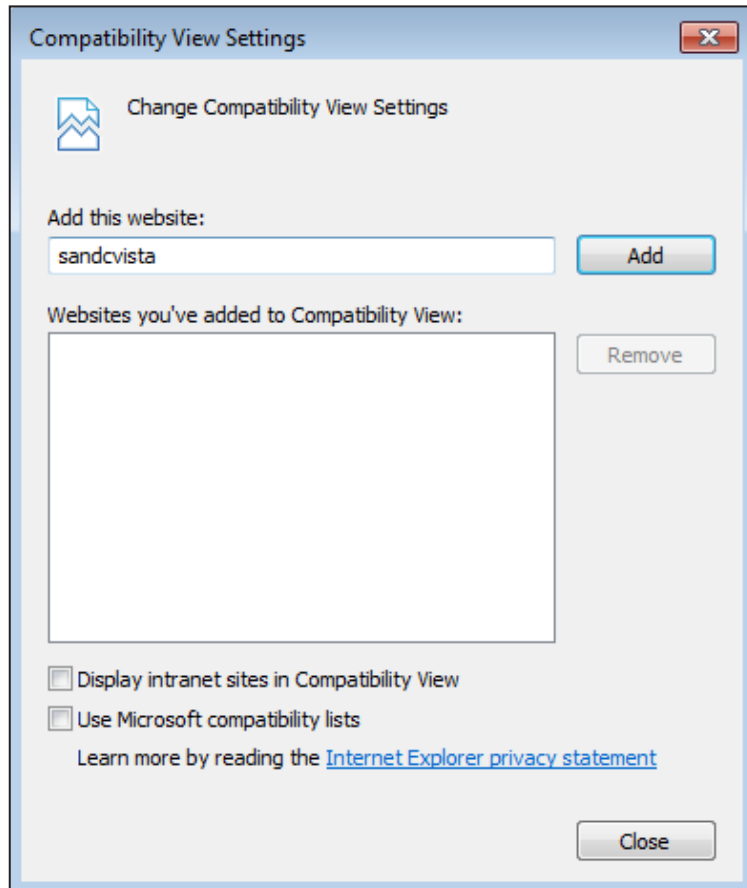 Compatibility View Settings
Change Compatibility View Settings
Add this website:
sandcvista
Add
Websites you've added to Compatibility View:
Remove
Display intranet sites in Compatibility View
Use Microsoft compatibility lists
Learn more by reading the Internet Explorer privacy statement
Close